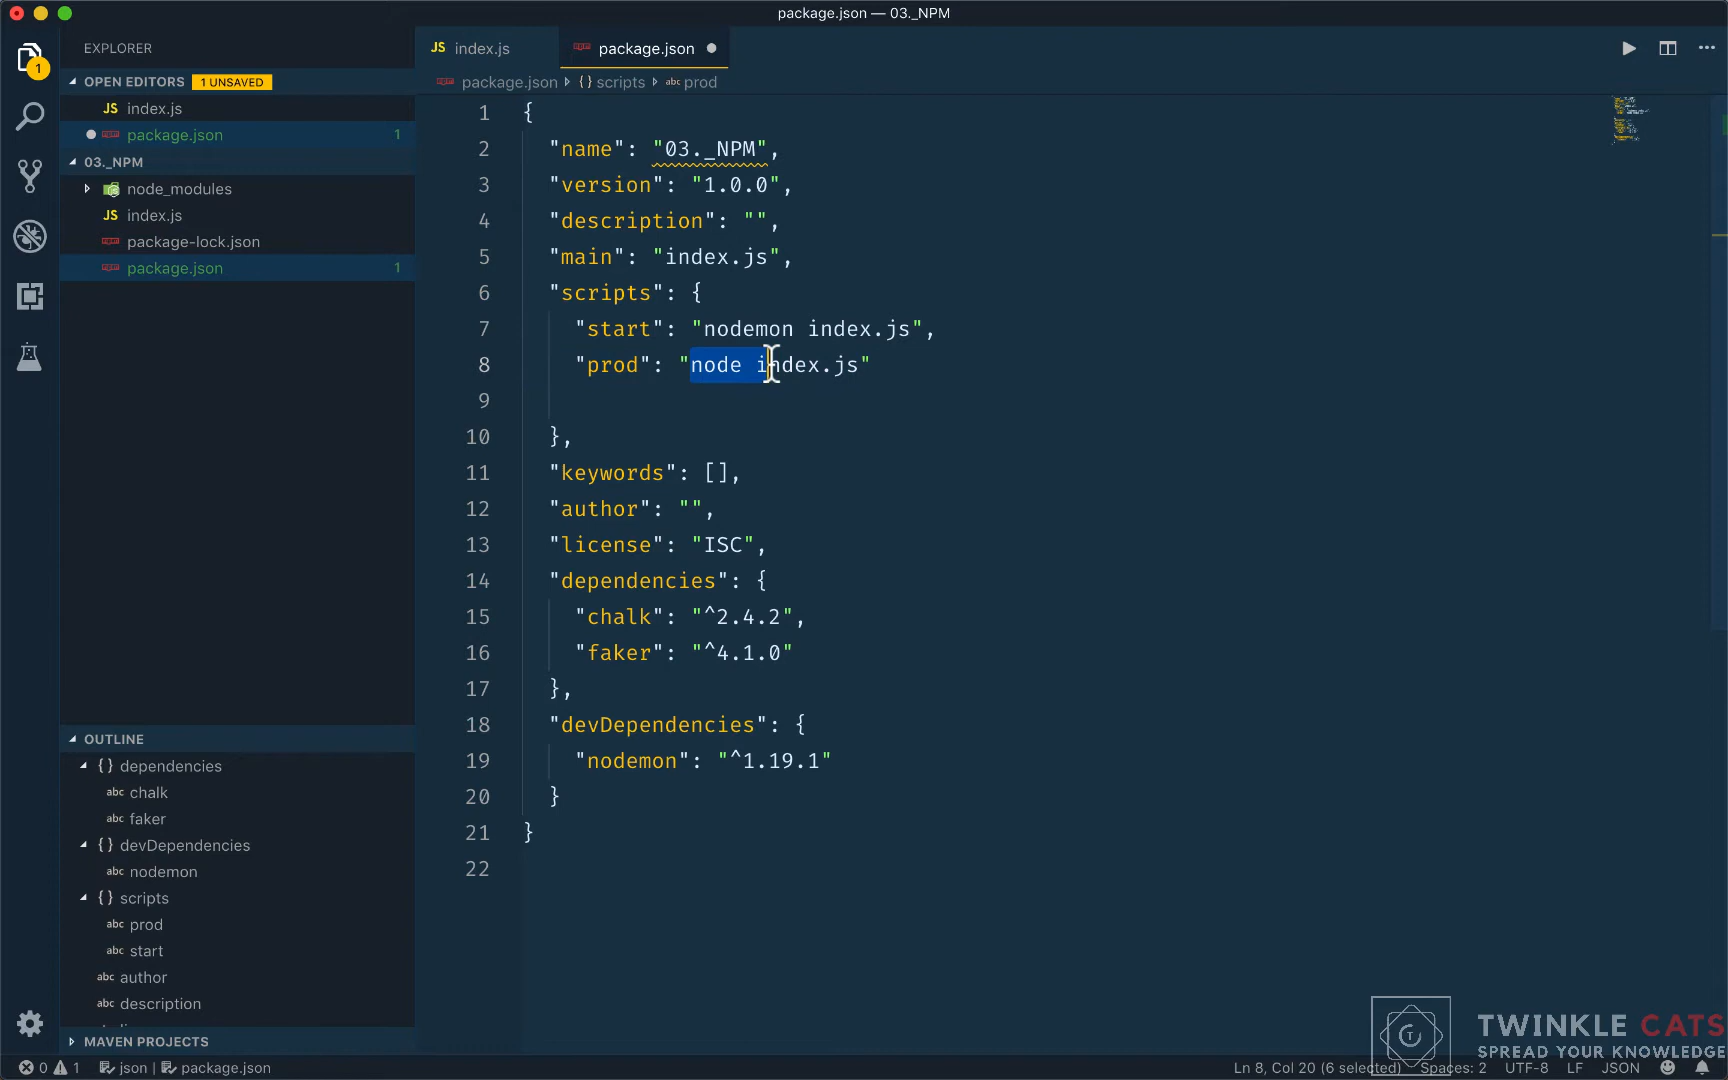 package.json — 03._NPM
EXPLORER
OPEN EDITORS 1 UNSAVED
JS index.js
package.json 1
03._NPM
node_modules
JS index.js
package-lock.json
package.json 1
OUTLINE
{} dependencies
abc chalk
abc faker
{} devDependencies
abc nodemon
{} scripts
abc prod
abc start
abc author
abc description
MAVEN PROJECTS
1
JS index.js package.json
package.json {} scripts abc prod
1 {
2 "name": "03._NPM",
3 "version": "1.0.0",
4 "description": "",
5 "main": "index.js",
6 "scripts": {
7 "start": "nodemon index.js",
8 "prod": "node index.js"
9
10 },
11 "keywords": [],
12 "author": "",
13 "license": "ISC",
14 "dependencies": {
15 "chalk": "^2.4.2",
16 "faker": "^4.1.0"
17 },
18 "devDependencies": {
19 "nodemon": "^1.19.1"
20 }
21 }
22
TWINKLE CATS
SPREAD YOUR KNOWLEDGE
0 1 json | package.json Ln 8, Col 20 (6 selected) Spaces: 2 UTF-8 LF JSON